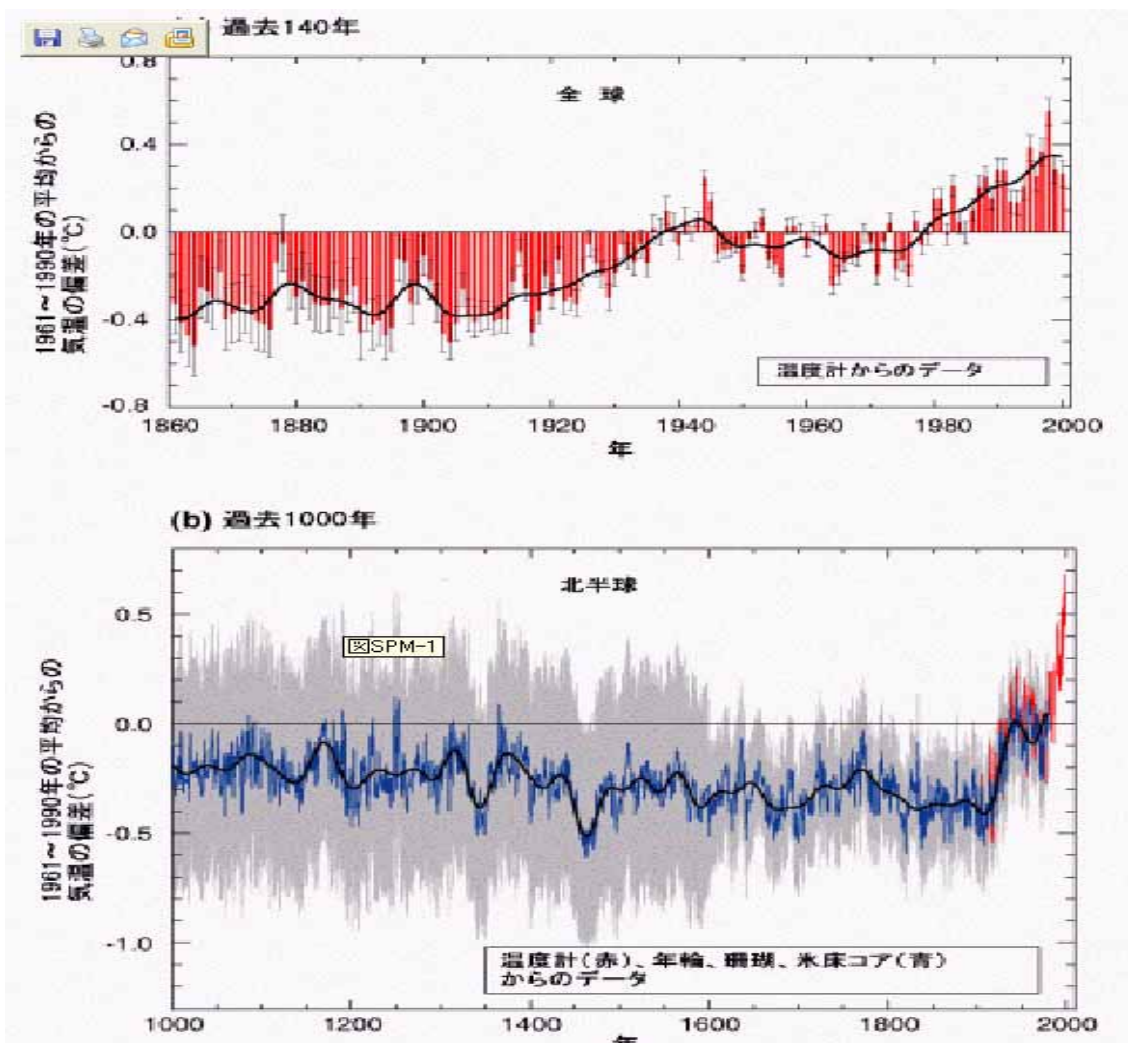 過去140年
全 球
1961～1990年の平均からの
気温の偏差(℃)
0.8
0.4
0.0
-0.4
-0.8
温度計からのデータ
1860 1880 1900 1920 1940 1960 1980 2000
年
(b) 過去1000年
北半球
図SPM-1
1961～1990年の平均からの
気温の偏差(℃)
0.5
0.0
-0.5
-1.0
温度計(赤)、年輪、珊瑚、氷床コア(青)
からのデータ
1000 1200 1400 1600 1800 2000
年